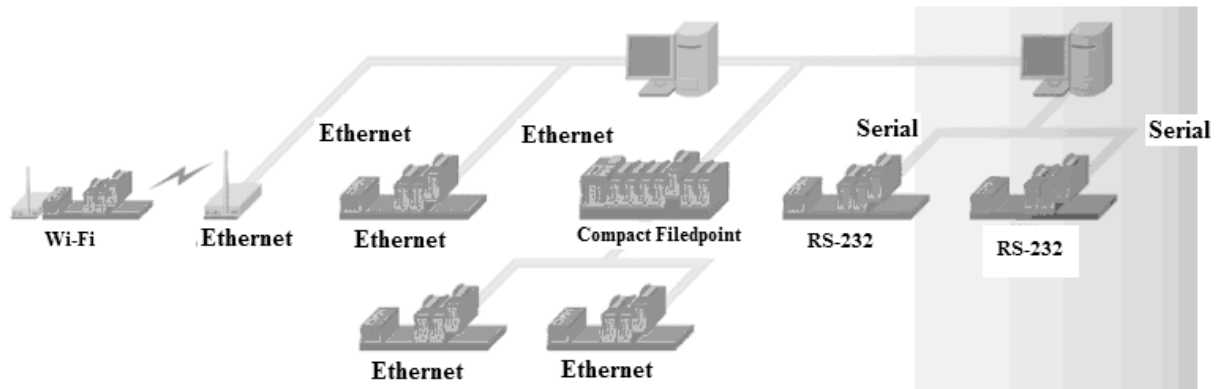 Ethernet
Ethernet
Serial
Serial
Wi-Fi
Ethernet
Ethernet
Compact Filedpoint
RS-232
RS-232
Ethernet
Ethernet